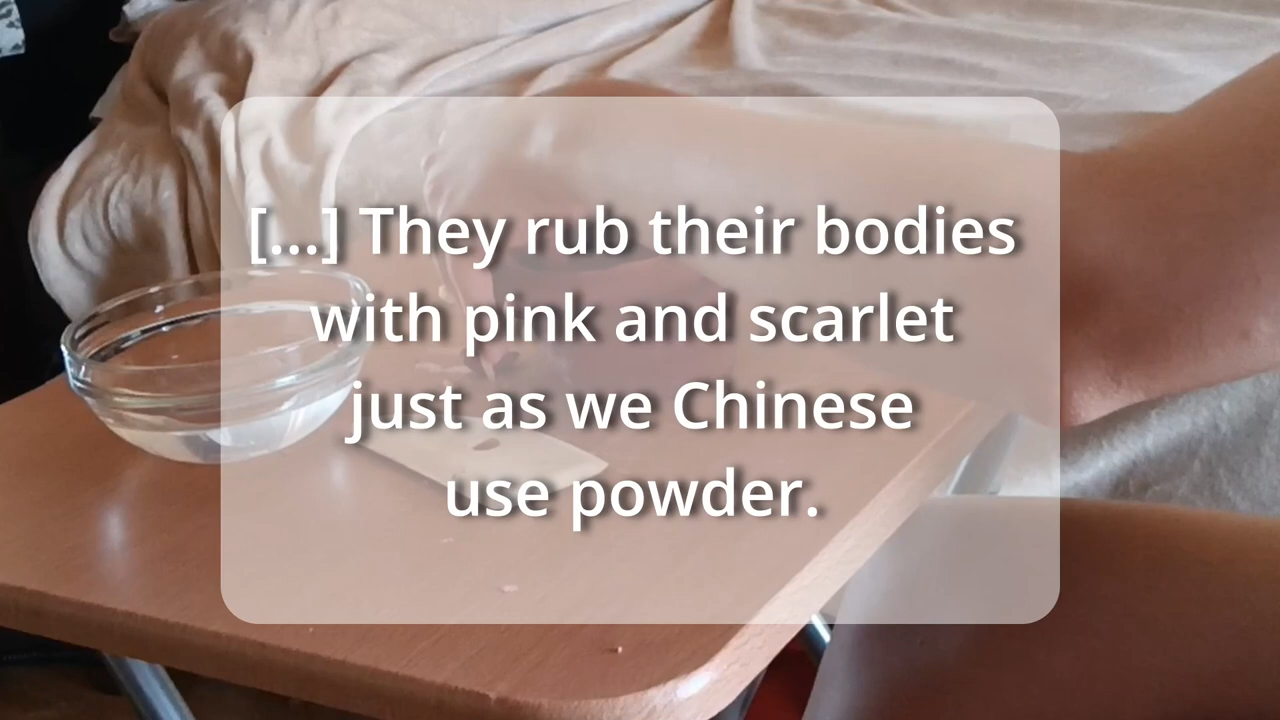 [...] They rub their bodies
with pink and scarlet
just as we Chinese
use powder.